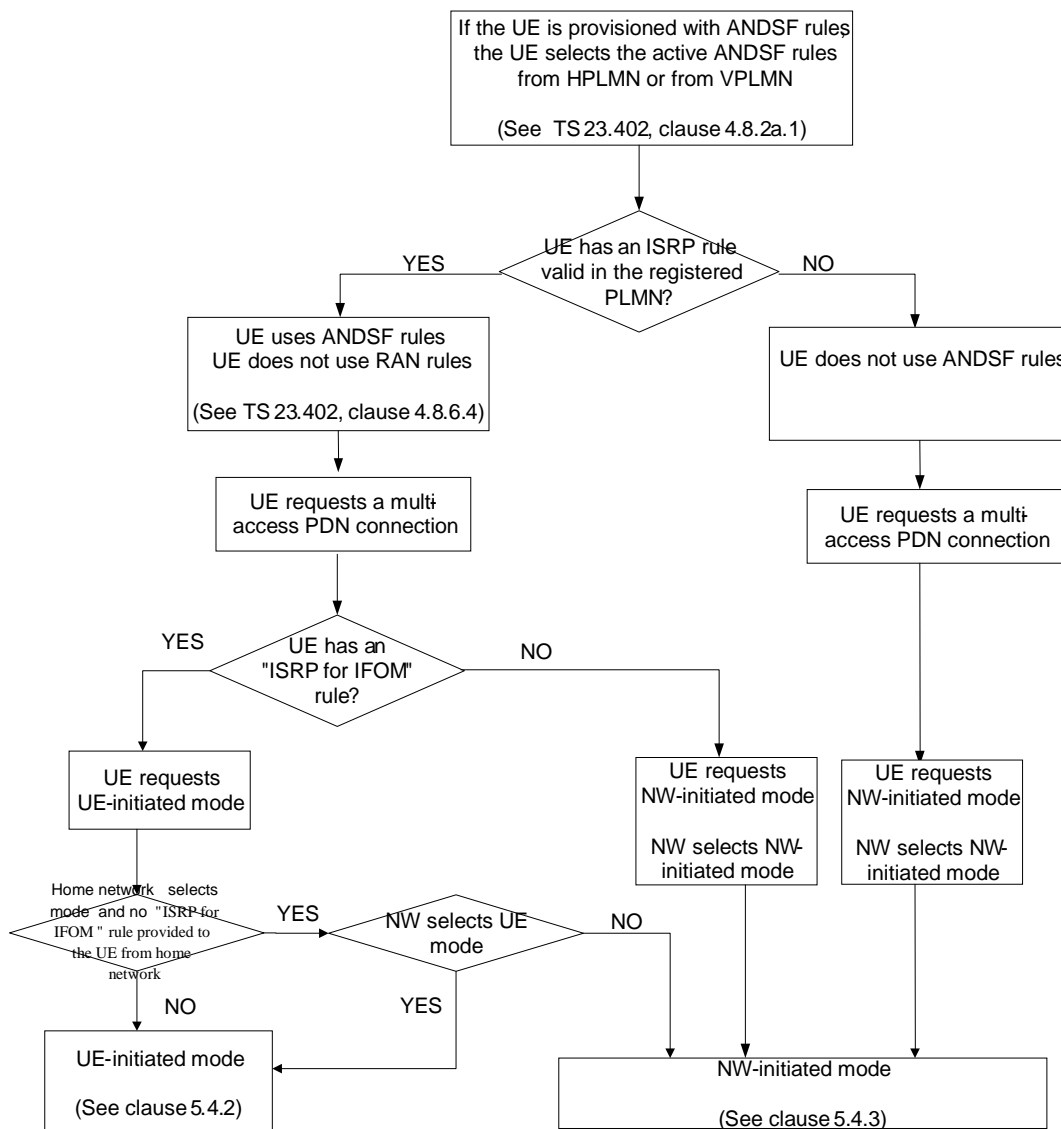 If the UE is provisioned with ANDSF rules,
the UE selects the active ANDSF rules
from HPLMN or from VPLMN
(See TS 23.402, clause 4.8.2a.1)
UE has an ISRP rule
valid in the registered
PLMN?
YES
NO
UE uses ANDSF rules
UE does not use RAN rules
(See TS 23.402, clause 4.8.6.4)
UE does not use ANDSF rules
UE requests a multi-
access PDN connection
UE requests a multi-
access PDN connection
UE has an
"ISRP for IFOM"
rule?
YES
NO
UE requests
UE-initiated mode
UE requests
NW-initiated mode
NW selects NW-
initiated mode
UE requests
NW-initiated mode
NW selects NW-
initiated mode
Home network selects
mode and no "ISRP for
IFOM " rule provided to
the UE from home
network
YES
NO
NW selects UE
mode
NO
YES
UE-initiated mode
(See clause 5.4.2)
NW-initiated mode
(See clause 5.4.3)